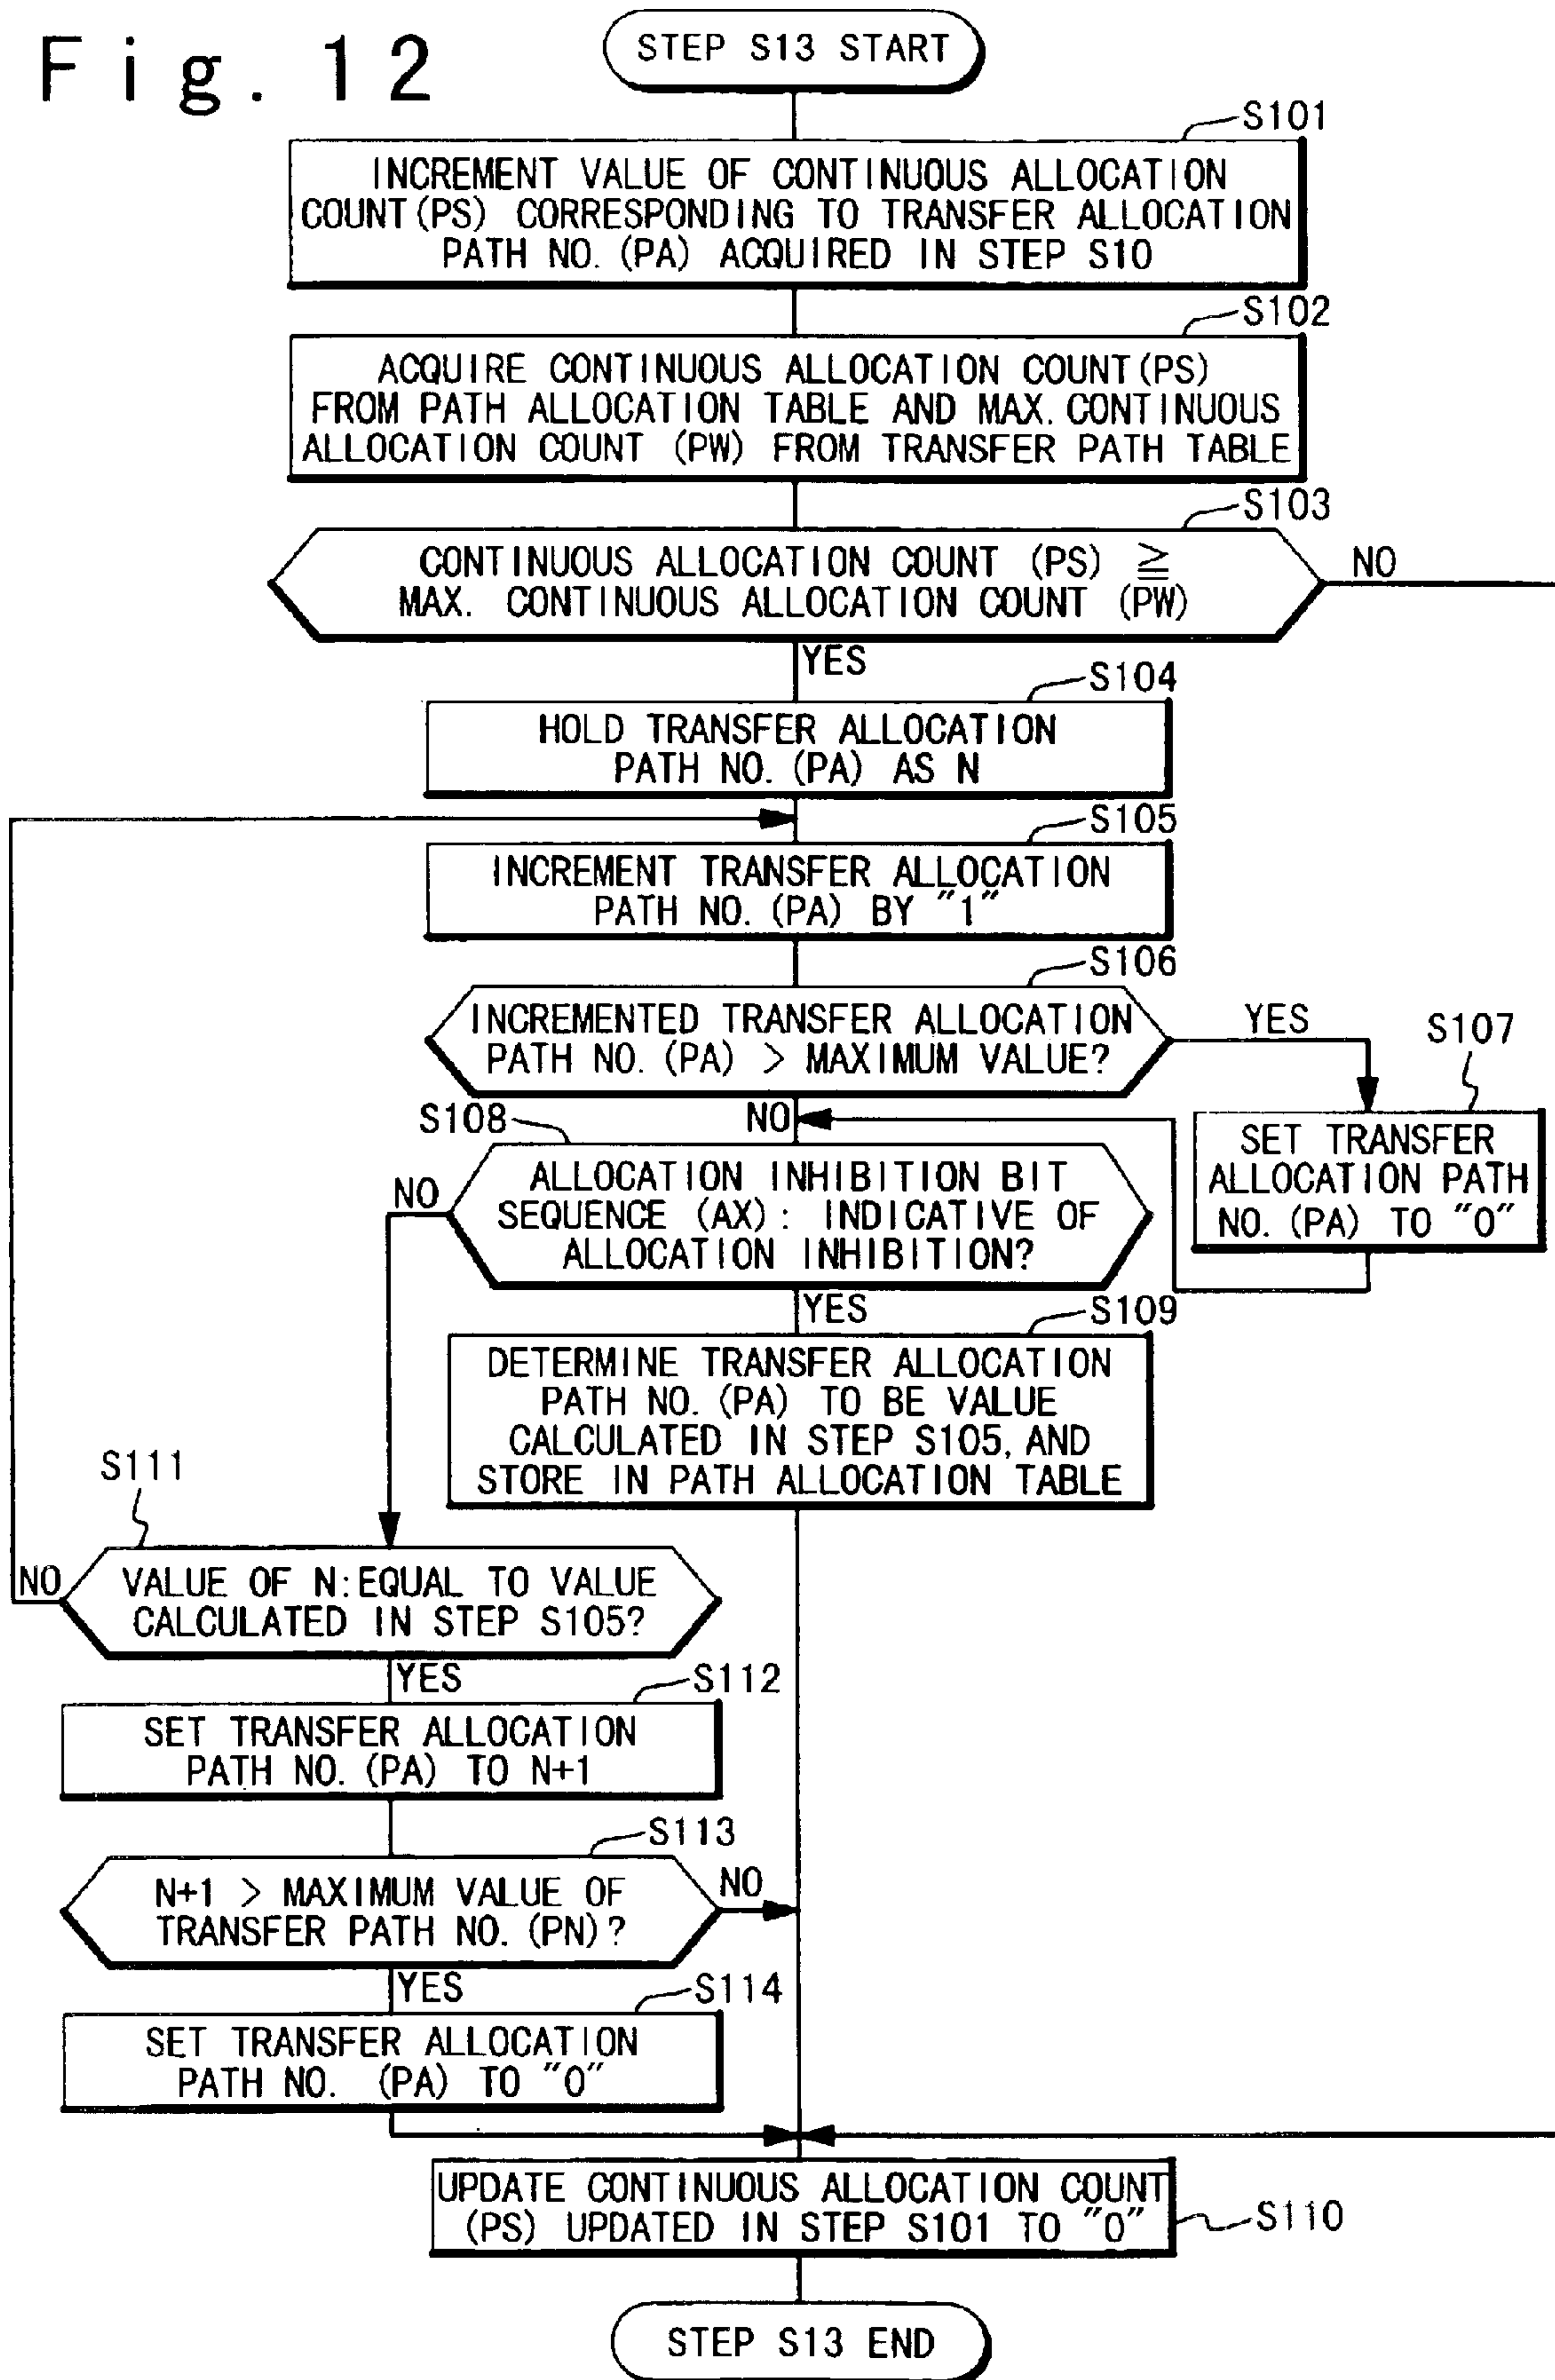 Fig. 12
STEP S13 START
S101
INCREMENT VALUE OF CONTINUOUS ALLOCATION
COUNT(PS) CORRESPONDING TO TRANSFER ALLOCATION
PATH NO. (PA) ACQUIRED IN STEP S10
S102
ACQUIRE CONTINUOUS ALLOCATION COUNT(PS)
FROM PATH ALLOCATION TABLE AND MAX. CONTINUOUS
ALLOCATION COUNT (PW) FROM TRANSFER PATH TABLE
S103
CONTINUOUS ALLOCATION COUNT (PS) ≧
MAX. CONTINUOUS ALLOCATION COUNT (PW)
NO
YES
S104
HOLD TRANSFER ALLOCATION
PATH NO. (PA) AS N
S105
INCREMENT TRANSFER ALLOCATION
PATH NO. (PA) BY "1"
S106
INCREMENTED TRANSFER ALLOCATION
PATH NO. (PA) > MAXIMUM VALUE?
YES
S107
SET TRANSFER
ALLOCATION PATH
NO. (PA) TO "0"
NO
S108
ALLOCATION INHIBITION BIT
SEQUENCE (AX): INDICATIVE OF
ALLOCATION INHIBITION?
NO
YES
S109
DETERMINE TRANSFER ALLOCATION
PATH NO. (PA) TO BE VALUE
CALCULATED IN STEP S105, AND
STORE IN PATH ALLOCATION TABLE
S111
VALUE OF N:EQUAL TO VALUE
CALCULATED IN STEP S105?
NO
YES
S112
SET TRANSFER ALLOCATION
PATH NO. (PA) TO N+1
S113
N+1 > MAXIMUM VALUE OF
TRANSFER PATH NO. (PN)?
NO
YES
S114
SET TRANSFER ALLOCATION
PATH NO. (PA) TO "0"
UPDATE CONTINUOUS ALLOCATION COUNT
(PS) UPDATED IN STEP S101 TO "0"
S110
STEP S13 END